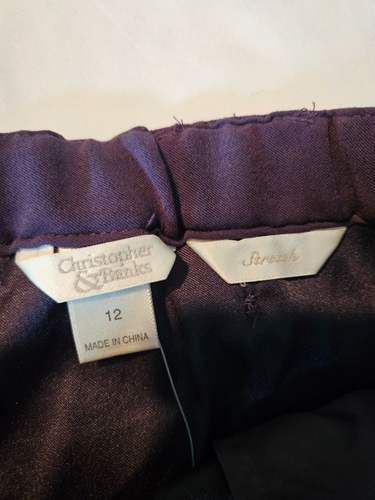 Christopher
& Banks
12
MADE IN CHINA
Stretch